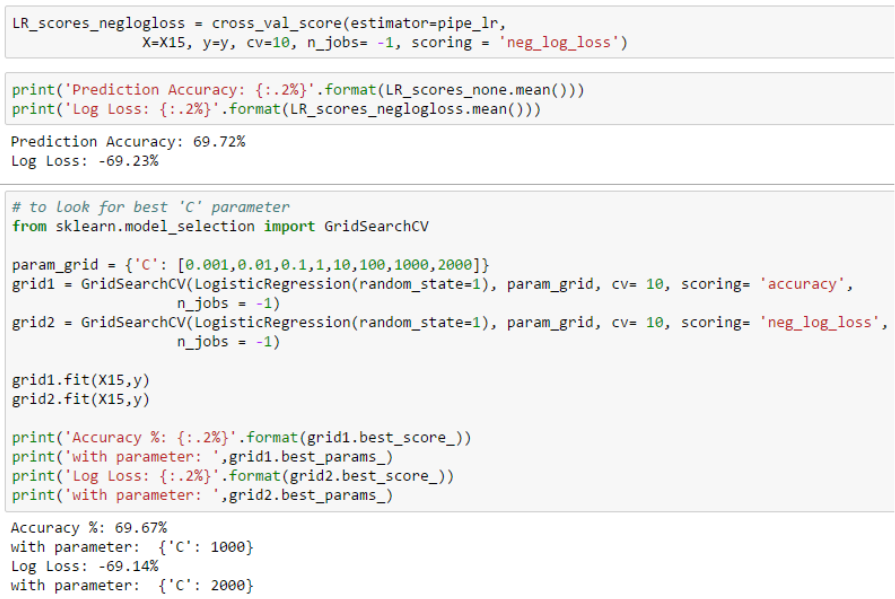 LR_scores_neglogloss = cross_val_score(estimator=pipe_lr,
X=X15, y=y, cv=10, n_jobs= -1, scoring = 'neg_log_loss')
print('Prediction Accuracy: {:.2%}'.format(LR_scores_none.mean()))
print('Log Loss: {:.2%}'.format(LR_scores_neglogloss.mean()))
Prediction Accuracy: 69.72%
Log Loss: -69.23%
# to look for best 'C' parameter
from sklearn.model_selection import GridSearchCV
param_grid = {'C': [0.001,0.01,0.1,1,10,100,1000,2000]}
grid1 = GridSearchCV(LogisticRegression(random_state=1), param_grid, cv= 10, scoring= 'accuracy',
n_jobs = -1)
grid2 = GridSearchCV(LogisticRegression(random_state=1), param_grid, cv= 10, scoring= 'neg_log_loss',
n_jobs = -1)
grid1.fit(X15,y)
grid2.fit(X15,y)
print('Accuracy %: {:.2%}'.format(grid1.best_score_))
print('with parameter: ',grid1.best_params_)
print('Log Loss: {:.2%}'.format(grid2.best_score_))
print('with parameter: ',grid2.best_params_)
Accuracy %: 69.67%
with parameter:  {'C': 1000}
Log Loss: -69.14%
with parameter:  {'C': 2000}